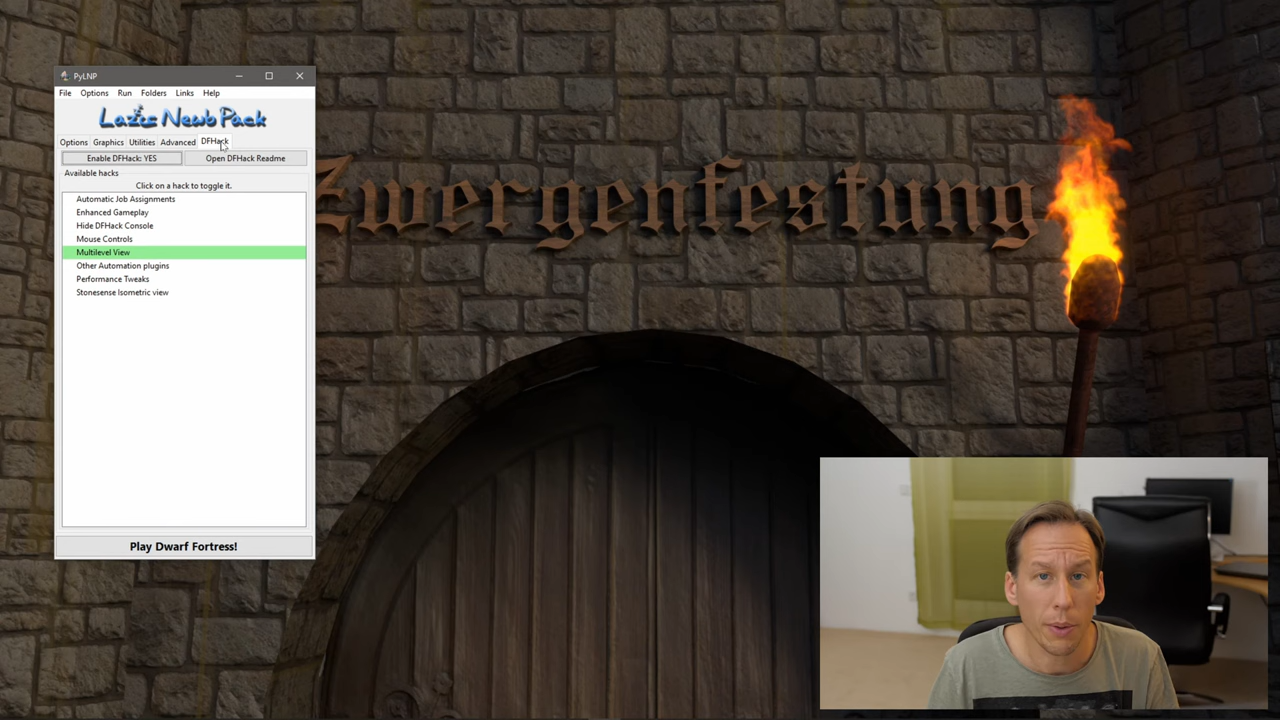 PyLNP
File Options Run Folders Links Help
Lazy Newb Pack
Options Graphics Utilities Advanced DFHack
Enable DFHack: YES Open DFHack Readme
Available hacks
Click on a hack to toggle it.
Automatic Job Assignments
Enhanced Gameplay
Hide DFHack Console
Mouse Controls
Multilevel View
Other Automation plugins
Performance Tweaks
Stonesense Isometric view
Play Dwarf Fortress!
Zwergenfestung